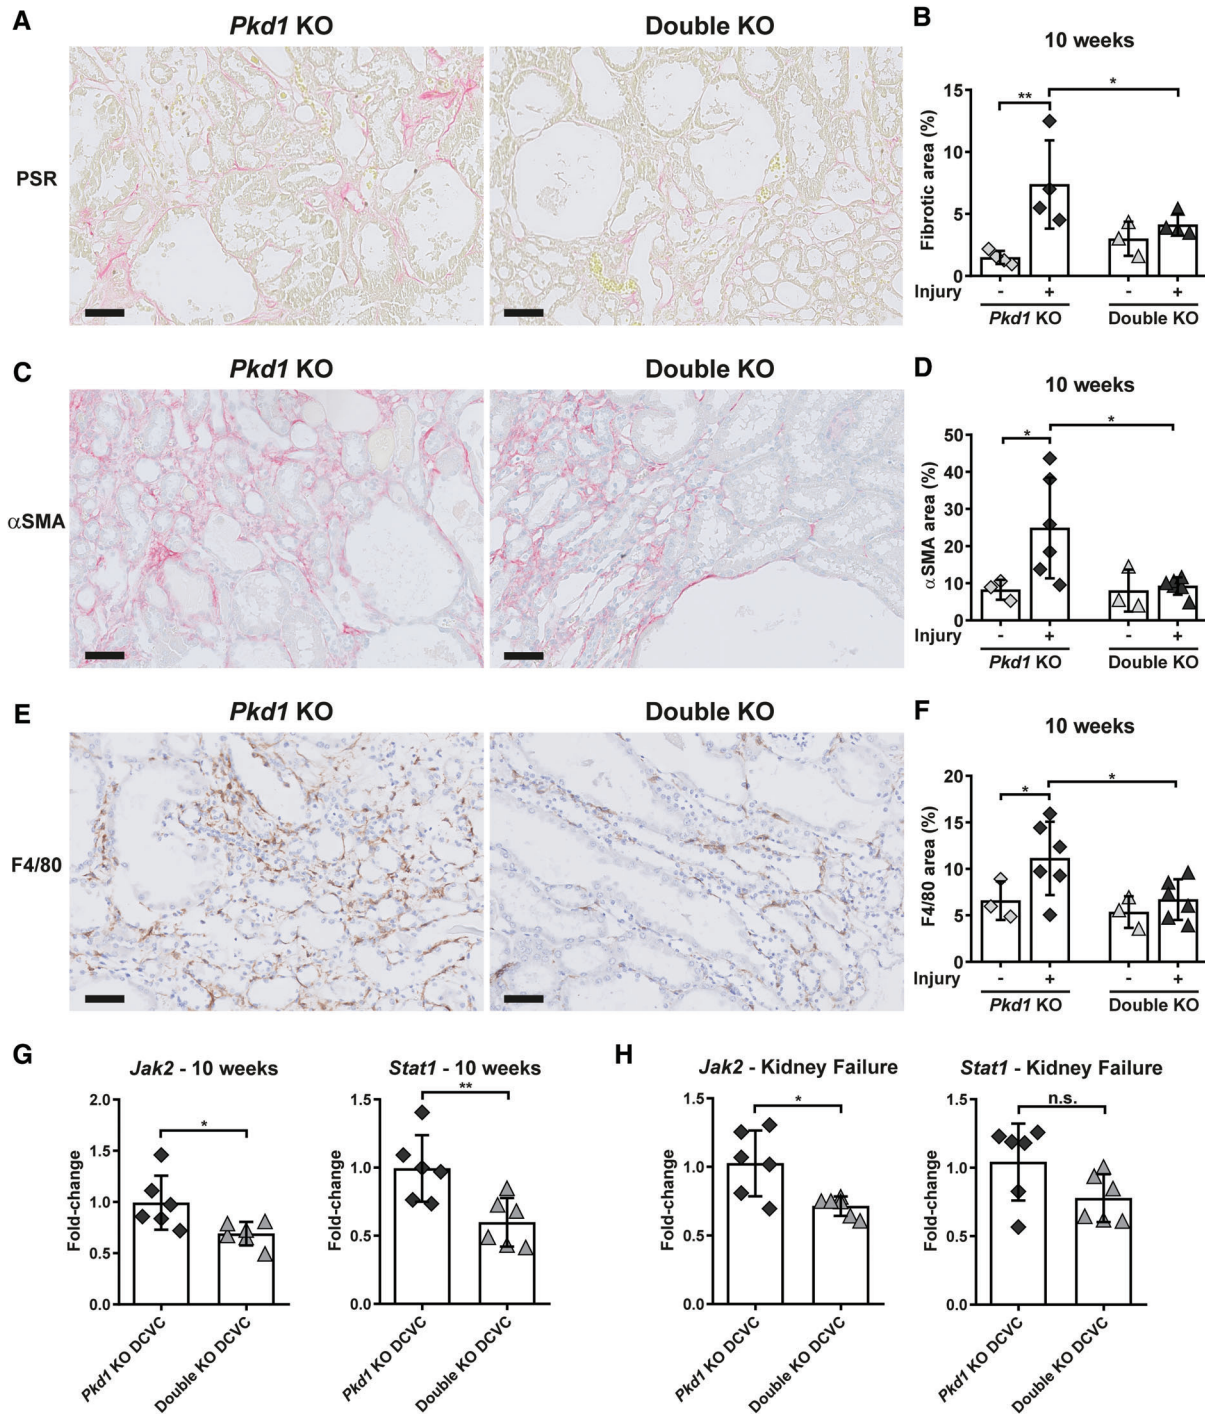 A
Pkd1 KO
Double KO
PSR
B
10 weeks
**
*
15
10
5
0
Fibrotic area (%)
Injury - + - +
Pkd1 KO Double KO
C
Pkd1 KO
Double KO
αSMA
D
10 weeks
*
*
50
40
30
20
10
0
αSMA area (%)
Injury - + - +
Pkd1 KO Double KO
E
Pkd1 KO
Double KO
F4/80
F
10 weeks
*
*
20
15
10
5
0
F4/80 area (%)
Injury - + - +
Pkd1 KO Double KO
G
Jak2 - 10 weeks
*
2.0
1.5
1.0
0.5
0.0
Fold-change
Pkd1 KO DCVC
Double KO DCVC
Stat1 - 10 weeks
**
1.5
1.0
0.5
0.0
Fold-change
Pkd1 KO DCVC
Double KO DCVC
H
Jak2 - Kidney Failure
*
1.5
1.0
0.5
0.0
Fold-change
Pkd1 KO DCVC
Double KO DCVC
Stat1 - Kidney Failure
n.s.
1.5
1.0
0.5
0.0
Fold-change
Pkd1 KO DCVC
Double KO DCVC